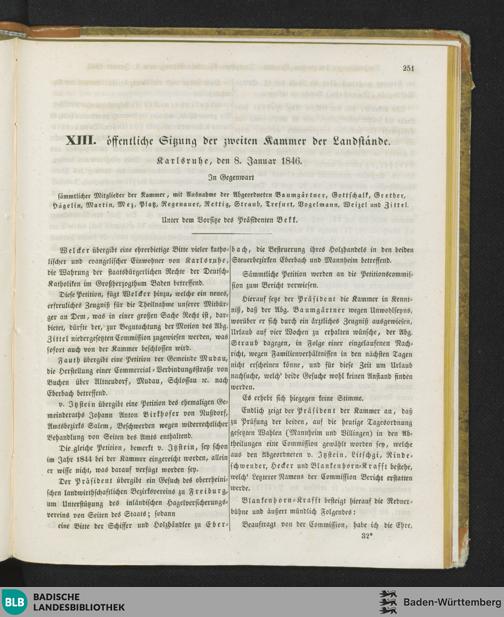 251
XIII. öffentliche Sitzung der zweiten Kammer der Landstände.
Karlsruhe, den 8. Januar 1846.
In Gegenwart
sämmtlicher Mitglieder der Kammer, mit Ausnahme der Abgeordneten Baumgärtner, Gottschalk, Grether,
Hägelin, Martin, Mez, Platz, Regenauer, Rettig, Straub, Trefurt, Vogelmann, Weizel und Zittel.
Unter dem Vorsitze des Präsidenten Bekk.
Welcker übergibt eine ehrerbietige Bitte vieler katho-
lischer und evangelischer Einwohner von Karlsruhe,
die Wahrung der staatsbürgerlichen Rechte der Deutsch-
Katholiken im Großherzogthum Baden betreffend.
Diese Petition, fügt Welcker hinzu, welche ein neues,
erfreuliches Zeugniß für die Theilnahme unserer Mitbür-
ger an Dem, was in einer großen Sache Recht ist, dar-
bietet, dürfte der, zur Begutachtung der Motion des Abg.
Zittel niedergesetzten Commission zugewiesen werden, was
sofort auch von der Kammer beschlossen wird.
Fauth übergibt eine Petition der Gemeinde Mudau,
die Herstellung einer Commercial-Verbindungsstraße von
Buchen über Altneudorf, Mudau, Schlossau ꝛc. nach
Eberbach betreffend.
v. Itzstein übergibt eine Petition des ehemaligen Ge-
meinderaths Johann Anton Birkhofer von Nußdorf,
Amtsbezirks Salem, Beschwerden wegen widerrechtlicher
Behandlung von Seiten des Amts enthaltend.
Die gleiche Petition, bemerkt v. Itzstein, sey schon
im Jahr 1844 bei der Kammer eingereicht worden, allein
er wisse nicht, was darauf verfügt worden sey.
Der Präsident übergibt ein Gesuch des oberrheini-
schen landwirthschaftlichen Bezirksvereins zu Freiburg,
um Unterstützung des inländischen Hagelversicherungs-
vereins von Seiten des Staats; sodann
eine Bitte der Schiffer und Holzhändler zu Eber-
bach, die Besteuerung ihres Holzhandels in den beiden
Steuerbezirken Eberbach und Mannheim betreffend.
Sämmtliche Petition werden an die Petitionscommis-
sion zum Bericht verwiesen.
Hierauf setzt der Präsident die Kammer in Kennt-
niß, daß der Abg. Baumgärtner wegen Unwohlseyns,
worüber er sich durch ein ärztliches Zeugniß ausgewiesen,
Urlaub auf vier Wochen zu erhalten wünsche, der Abg.
Straub dagegen, in Folge einer eingelaufenen Nach-
richt, wegen Familienverhältnissen in den nächsten Tagen
nicht erscheinen könne, und für diese Zeit um Urlaub
nachsuche, welch' beide Gesuche wohl keinen Anstand finden
werden.
Es erhebt sich hiegegen keine Stimme.
Endlich zeigt der Präsident der Kammer an, daß
zu Prüfung der beiden, auf die heutige Tagesordnung
gesetzten Wahlen (Mannheim und Villingen) in den Ab-
theilungen eine Commission gewählt worden sey, welche
aus den Abgeordneten v. Itzstein, Litschgi, Rinde-
schwender, Hecker und Blankenhorn-Krafft bestehe,
welch' Letzterer Namens der Commission Bericht erstatten
werde.
Blankenhorn-Krafft besteigt hierauf die Redner-
bühne und äußert mündlich Folgendes:
Beauftragt von der Commission, habe ich die Ehre,
32*
BLB
BADISCHE
LANDESBIBLIOTHEK
Baden-Württemberg